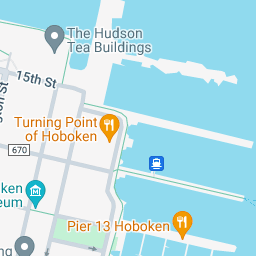 The Hudson
Tea Buildings
15th St
Turning Point
of Hoboken
670
Pier 13 Hoboken